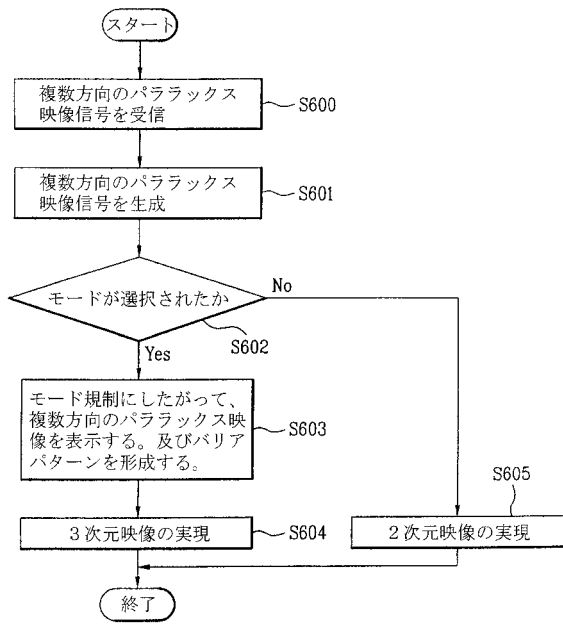 スタート
複数方向のパララックス
映像信号を受信
S600
複数方向のパララックス
映像信号を生成
S601
モードが選択されたか
No
S602
Yes
モード規制にしたがって、
複数方向のパララックス映
像を表示する。及びバリア
パターンを形成する。
S603
S605
3次元映像の実現
S604
2次元映像の実現
終了